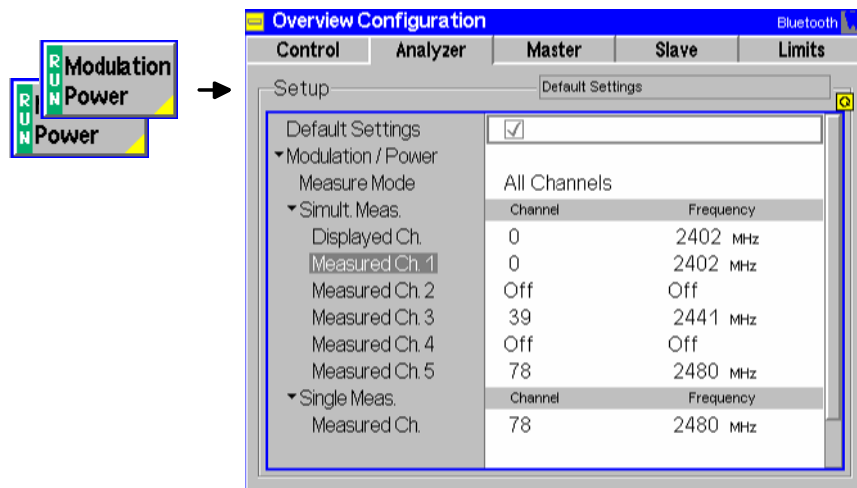 Overview Configuration Bluetooth
Control Analyzer Master Slave Limits
RUN Modulation
Power
RUN
Power
Setup Default Settings
Default Settings
Modulation / Power
Measure Mode All Channels
Simult. Meas. Channel Frequency
Displayed Ch. 0 2402 MHz
Measured Ch. 1 0 2402 MHz
Measured Ch. 2 Off Off
Measured Ch. 3 39 2441 MHz
Measured Ch. 4 Off Off
Measured Ch. 5 78 2480 MHz
Single Meas. Channel Frequency
Measured Ch. 78 2480 MHz